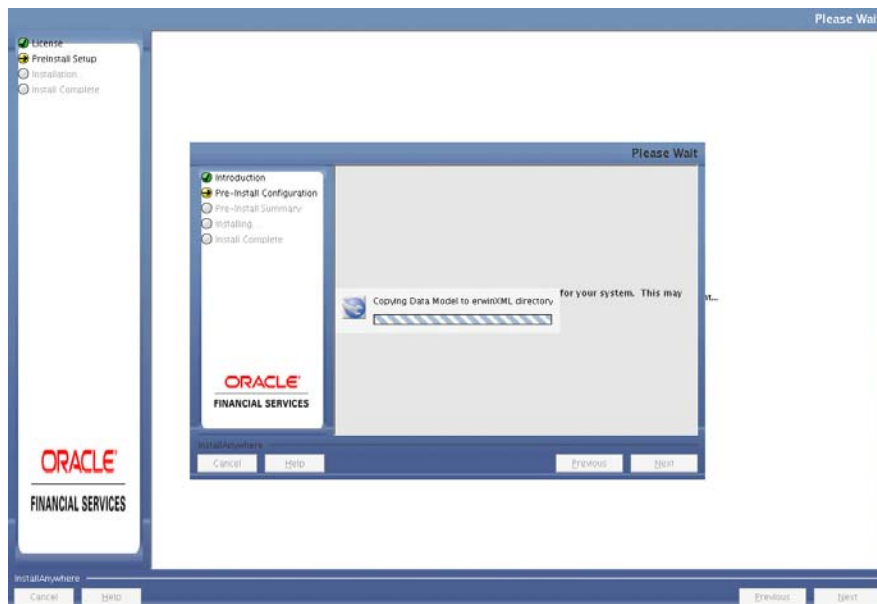 Please Wai
License
Preinstall Setup
Installation
Install Complete
Please Wait
Introduction
Pre-Install Configuration
Pre-Install Summary
Installing...
Install Complete
for your system. This may
nt...
Copying Data Model to erwinXML directory
ORACLE
FINANCIAL SERVICES
InstallAnywhere
Cancel
Help
Previous
Next
ORACLE
FINANCIAL SERVICES
InstallAnywhere
Cancel
Help
Previous
Next